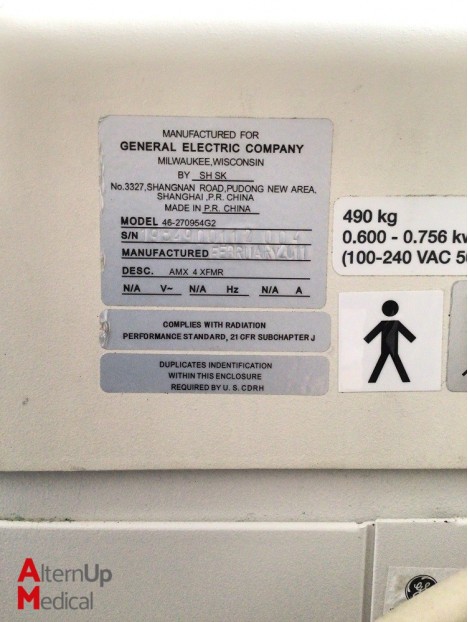 MANUFACTURED FOR
GENERAL ELECTRIC COMPANY
MILWAUKEE,WISCONSIN
BY SH SK
No.3327,SHANGNAN ROAD,PUDONG NEW AREA,
SHANGHAI ,P.R. CHINA
MADE IN P.R. CHINA
MODEL 46-270954G2
S/N
MANUFACTURED FEBRUARY
DESC. AMX 4 XFMR
N/A V~ N/A Hz N/A A
COMPLIES WITH RADIATION
PERFORMANCE STANDARD, 21 CFR SUBCHAPTER J
DUPLICATES INDENTIFICATION
WITHIN THIS ENCLOSURE
REQUIRED BY U. S. CDRH
490 kg
0.600 - 0.756 kv
(100-240 VAC 50
AlternUp
Medical